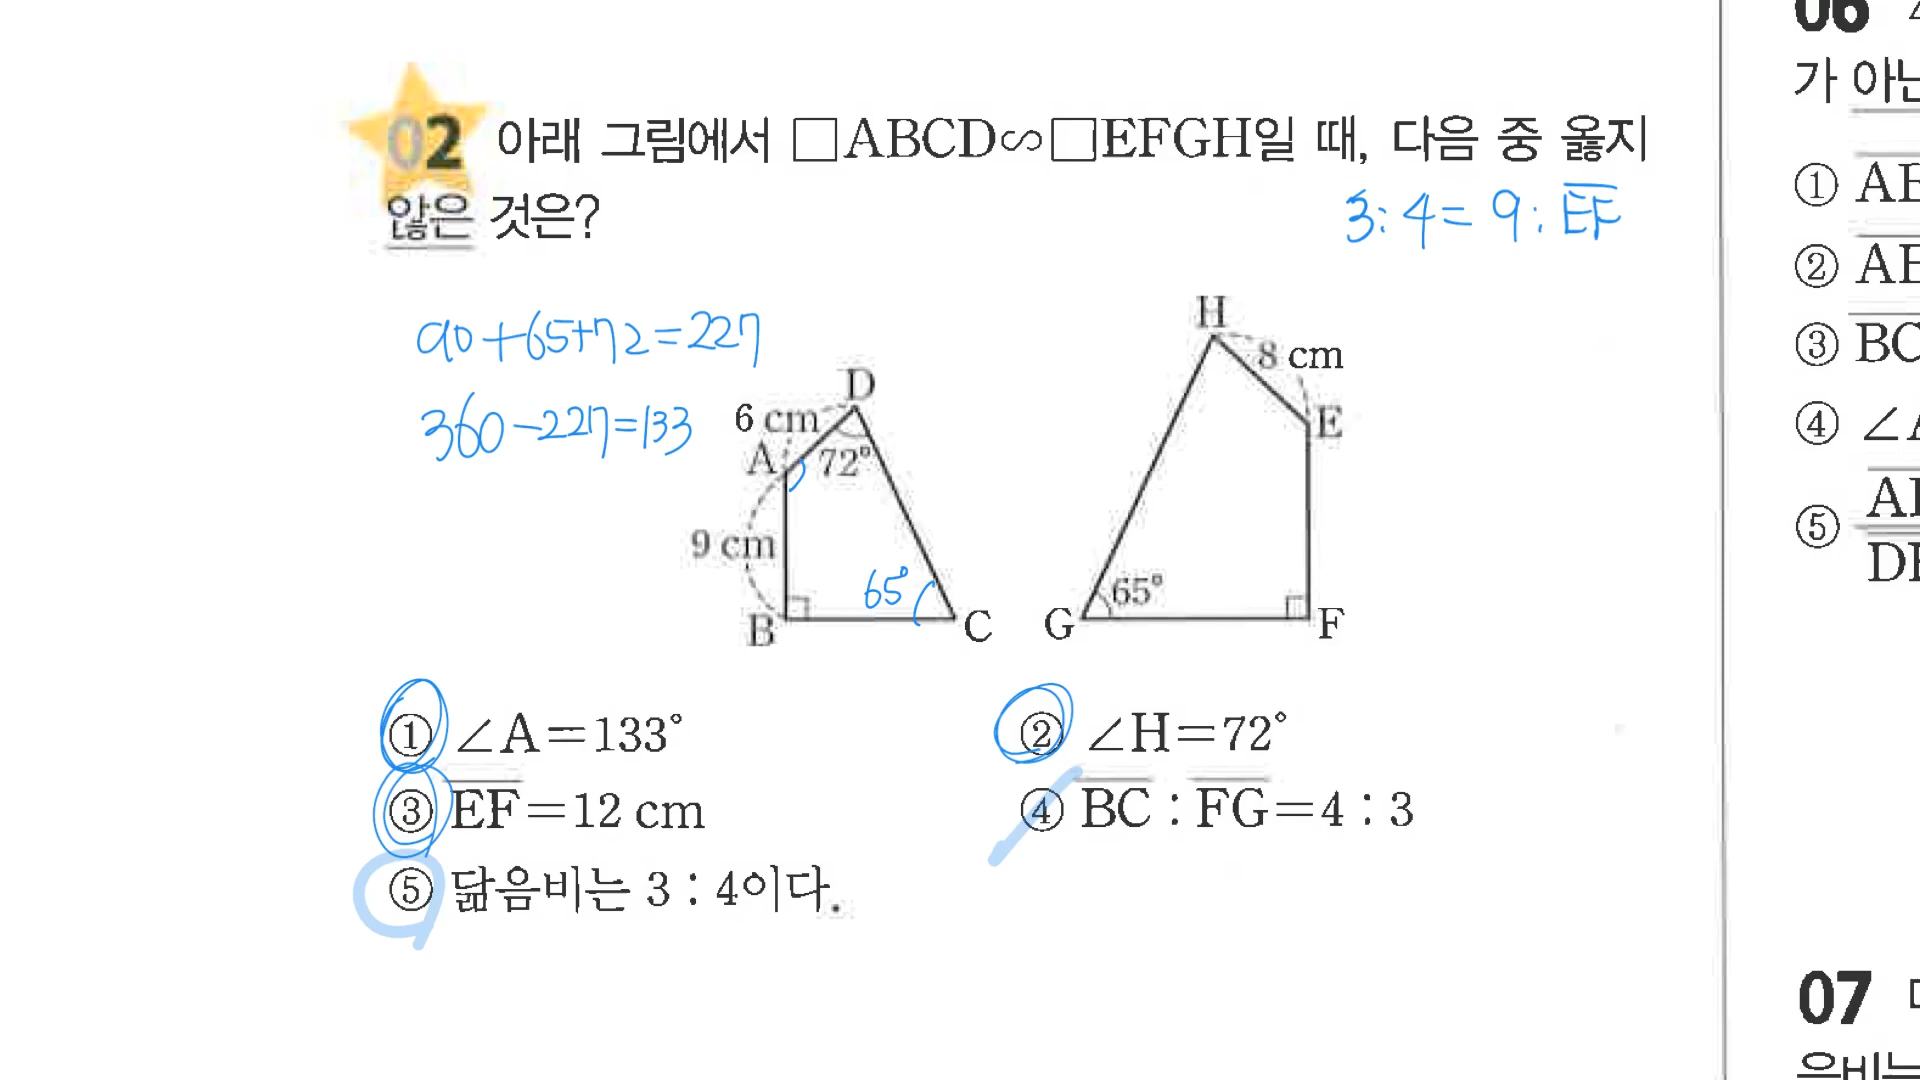 02 아래 그림에서 □ABCD∽□EFGH일 때, 다음 중 옳지
않은 것은?
3:4=9:EF
90+65+72=227
360-227=133
D
6 cm
A
72°
9 cm
65°
B
C
H
8 cm
E
65°
G
F
① ∠A=133°
② ∠H=72°
③ EF=12 cm
④ BC : FG=4 : 3
⑤ 닮음비는 3 : 4이다.
06
가 아닌
①
②
③ BC
④
⑤
07